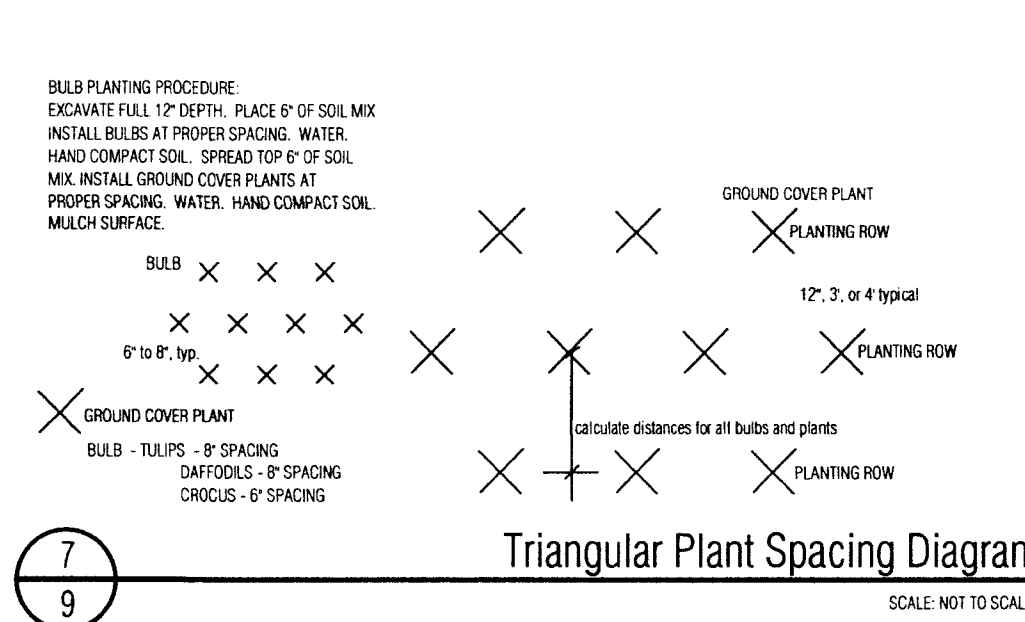 BULB PLANTING PROCEDURE:
EXCAVATE FULL 12" DEPTH. PLACE 6" OF SOIL MIX
INSTALL BULBS AT PROPER SPACING. WATER.
HAND COMPACT SOIL. SPREAD TOP 6" OF SOIL
MIX. INSTALL GROUND COVER PLANTS AT
PROPER SPACING. WATER. HAND COMPACT SOIL.
MULCH SURFACE.
GROUND COVER PLANT
PLANTING ROW
BULB
12", 3', or 4' typical
6" to 8", typ.
PLANTING ROW
GROUND COVER PLANT
calculate distances for all bulbs and plants
BULB - TULIPS - 8" SPACING
DAFFODILS - 8" SPACING
CROCUS - 6" SPACING
PLANTING ROW
7
9
Triangular Plant Spacing Diagran
SCALE: NOT TO SCAL